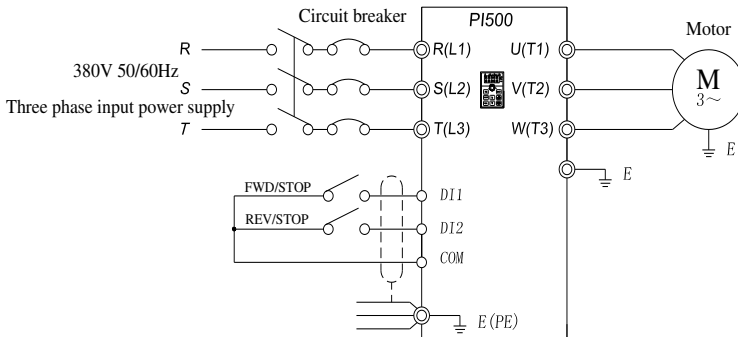 Circuit breaker
PI500
Motor
R
R(L1)
U(T1)
380V 50/60Hz
S
S(L2)
V(T2)
M
3~
Three phase input power supply
T
T(L3)
W(T3)
E
E
FWD/STOP
DI1
REV/STOP
DI2
COM
E(PE)